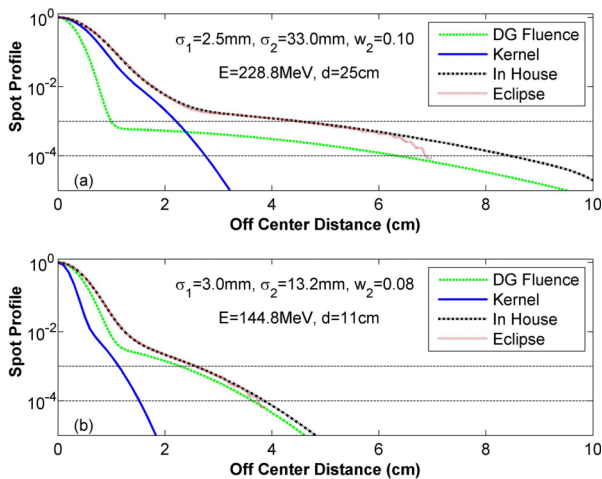 10^0
10^-2
10^-4
Spot Profile
σ1=2.5mm, σ2=33.0mm, w2=0.10
E=228.8MeV, d=25cm
DG Fluence
Kernel
In House
Eclipse
(a)
0 2 4 6 8 10
Off Center Distance (cm)
10^0
10^-2
10^-4
Spot Profile
σ1=3.0mm, σ2=13.2mm, w2=0.08
E=144.8MeV, d=11cm
DG Fluence
Kernel
In House
Eclipse
(b)
0 2 4 6 8 10
Off Center Distance (cm)